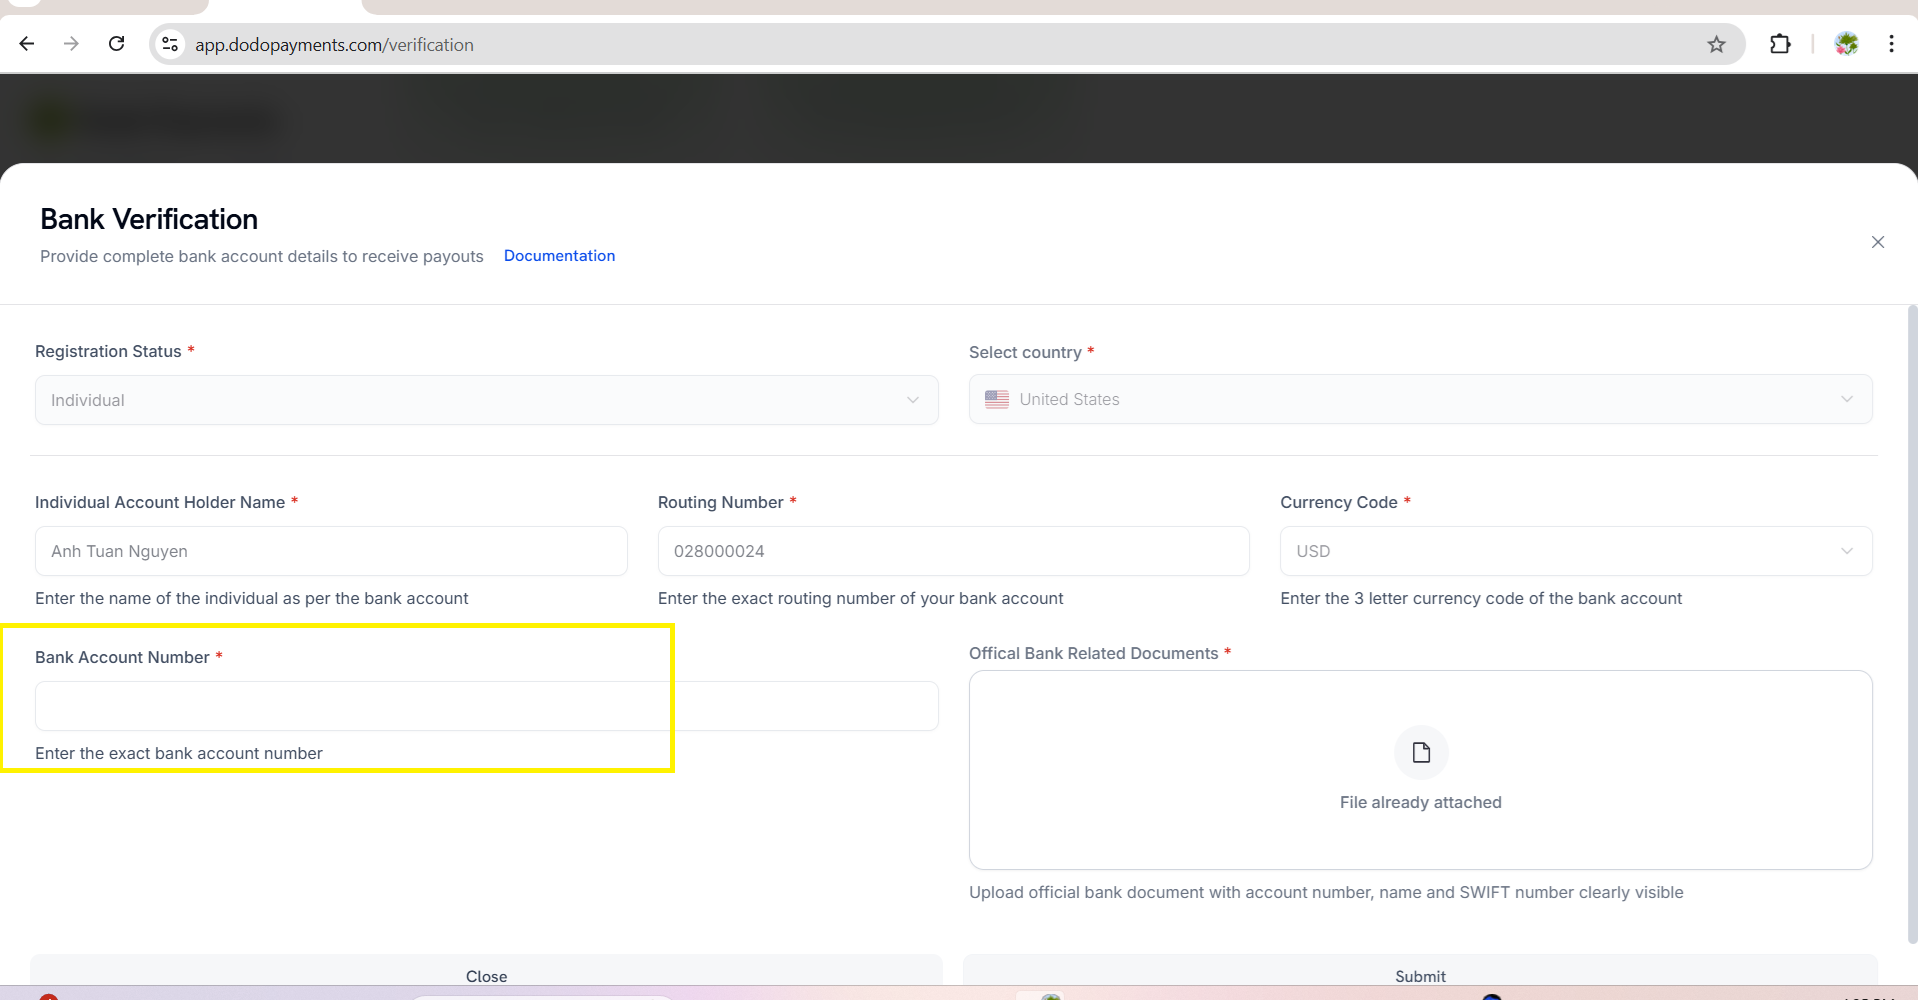 app.dodopayments.com/verification
Bank Verification
Provide complete bank account details to receive payouts Documentation
Registration Status * Select country *
Individual United States
Individual Account Holder Name * Routing Number * Currency Code *
Anh Tuan Nguyen 028000024 USD
Enter the name of the individual as per the bank account Enter the exact routing number of your bank account Enter the 3 letter currency code of the bank account
Bank Account Number * Offical Bank Related Documents *
Enter the exact bank account number
File already attached
Upload official bank document with account number, name and SWIFT number clearly visible
Close Submit